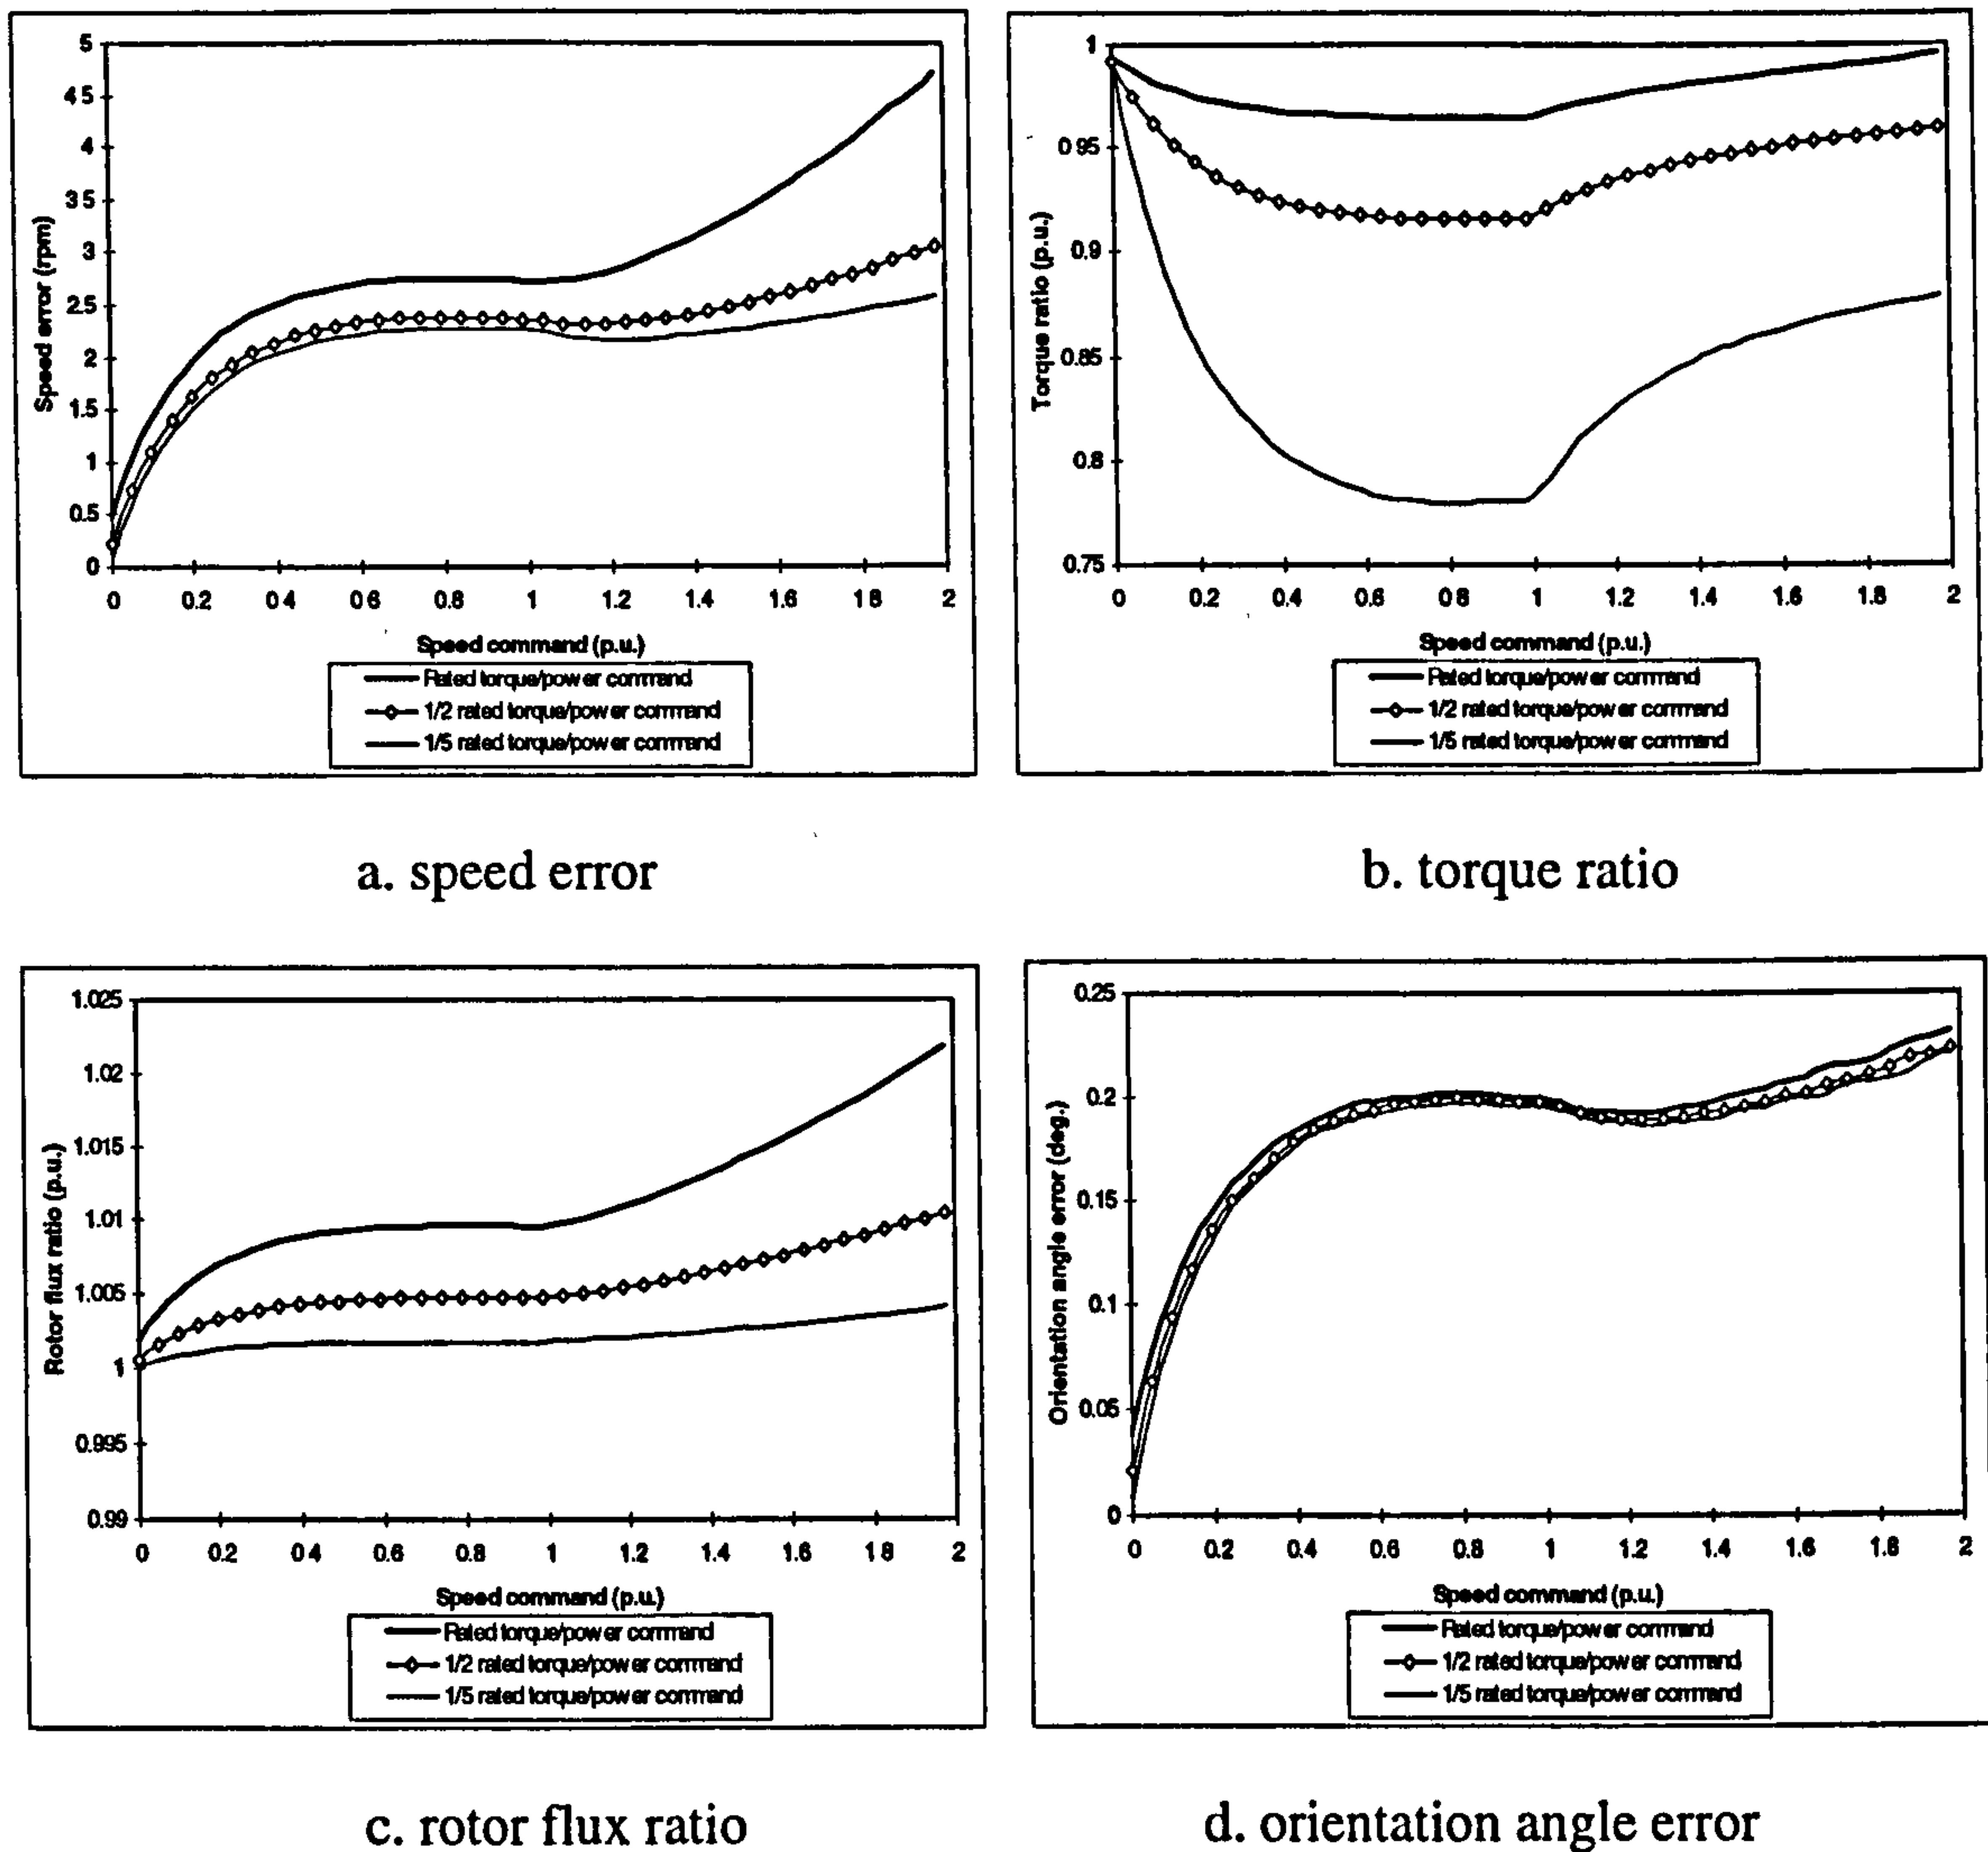 5
4 5
4
3 5
3
2.5
2
1.5
1
0.5
0
Speed error (rpm)
0 0.2 0 4 0 6 0.8 1 1.2 1.4 1.6 1 8 2
Speed command (p.u.)
Rated torque/power command
1/2 rated torque/power command
1/5 rated torque/power command
a. speed error
1
0 95
0.9
0.85
0.8
0.75
Torque ratio (p.u.)
0 0.2 0.4 0.6 0 8 1 1.2 1.4 1.6 1.8 2
Speed command (p.u.)
Rated torque/power command
1/2 rated torque/power command
1/5 rated torque/power command
b. torque ratio
1.025
1.02
1.015
1.01
1.005
1
0.995
0.99
Rotor flux ratio (p.u.)
0 0.2 0 4 0.6 0.8 1 1.2 1.4 1.6 1.8 2
Speed command (p.u.)
Rated torque/power command
1/2 rated torque/power command
1/5 rated torque/power command
c. rotor flux ratio
0.25
0.2
0.15
0.1
0.05
0
Orientation angle error (deg.)
0 0.2 0.4 0.6 0.8 1 1.2 1.4 1.6 1.8 2
Speed command (p.u.)
Rated torque/power command
1/2 rated torque/power command
1/5 rated torque/power command
d. orientation angle error